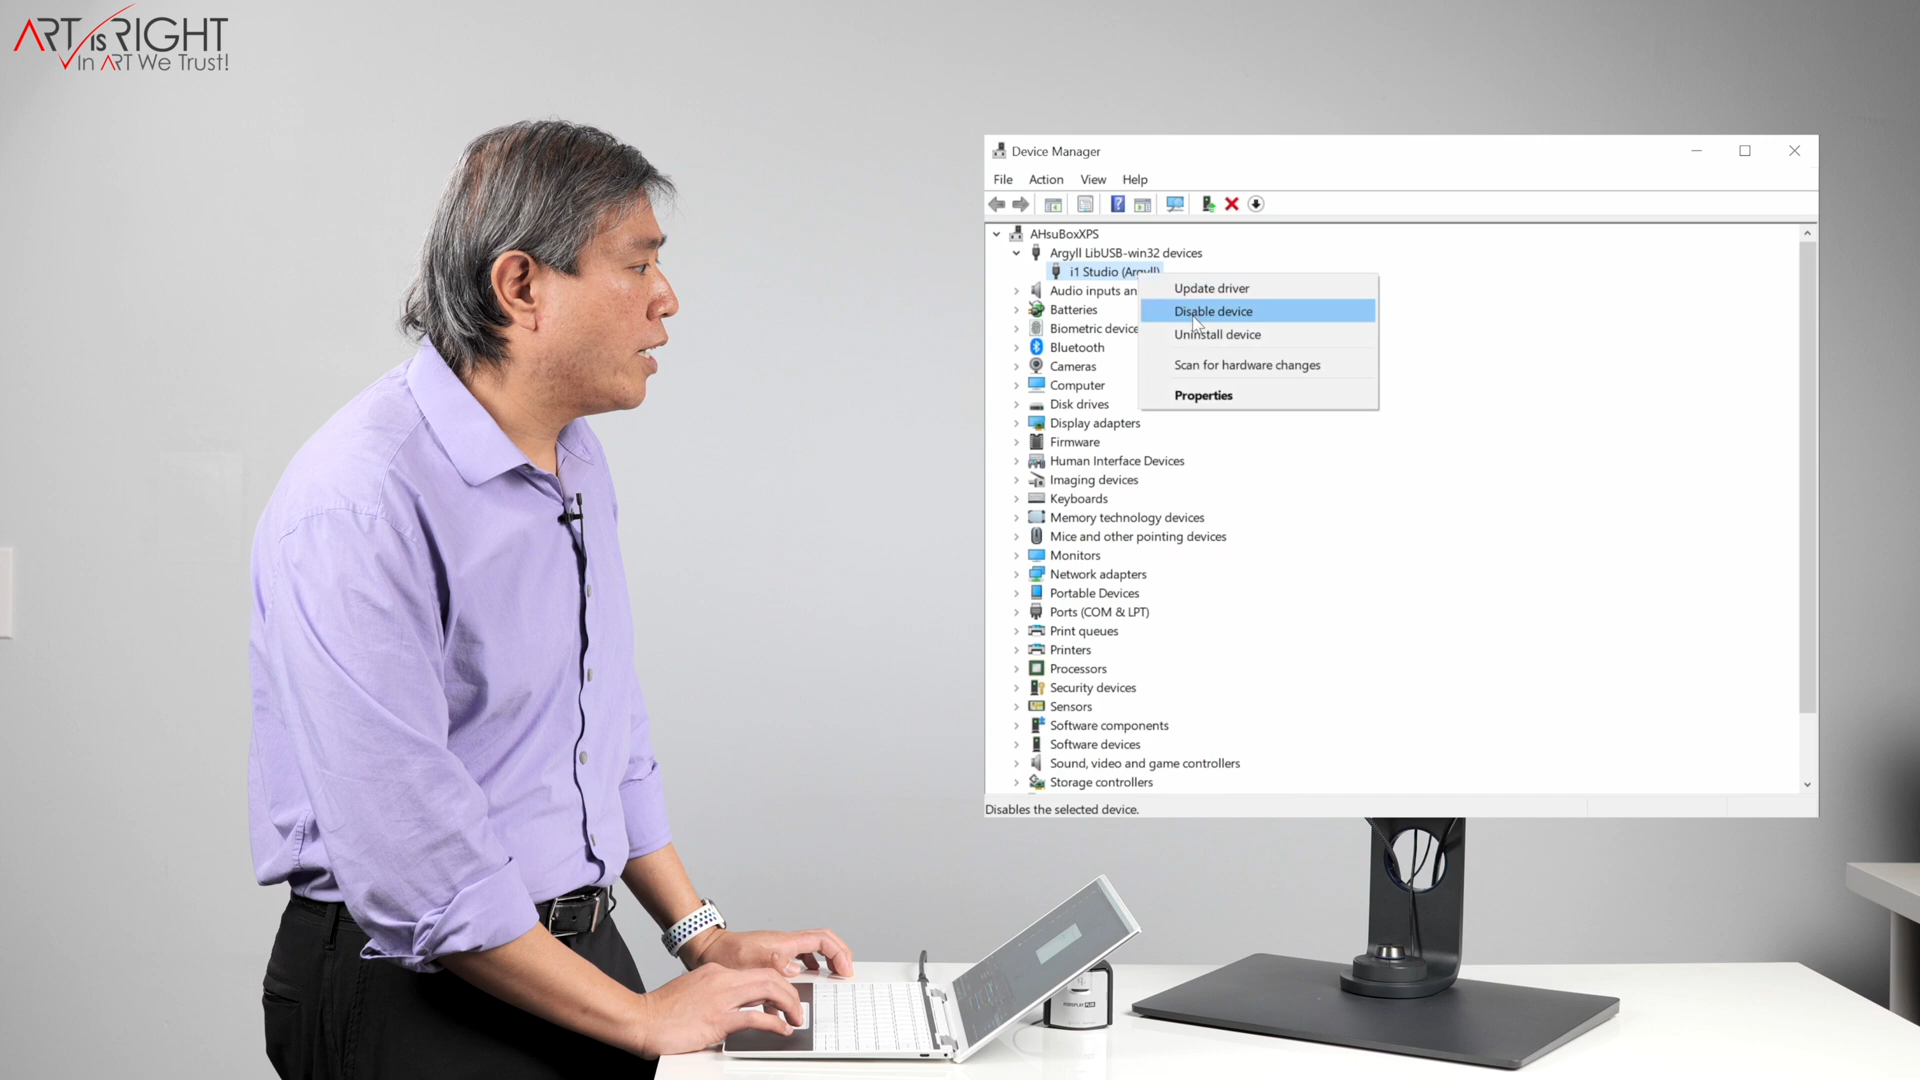 ART is RIGHT
In ART We Trust!
Device Manager
File Action View Help
AHsuBoxXPS
Argyll LibUSB-win32 devices
i1 Studio (Argyll)
Audio inputs an
Batteries
Biometric device
Bluetooth
Cameras
Computer
Disk drives
Display adapters
Firmware
Human Interface Devices
Imaging devices
Keyboards
Memory technology devices
Mice and other pointing devices
Monitors
Network adapters
Portable Devices
Ports (COM & LPT)
Print queues
Printers
Processors
Security devices
Sensors
Software components
Software devices
Sound, video and game controllers
Storage controllers
Update driver
Disable device
Uninstall device
Scan for hardware changes
Properties
Disables the selected device.